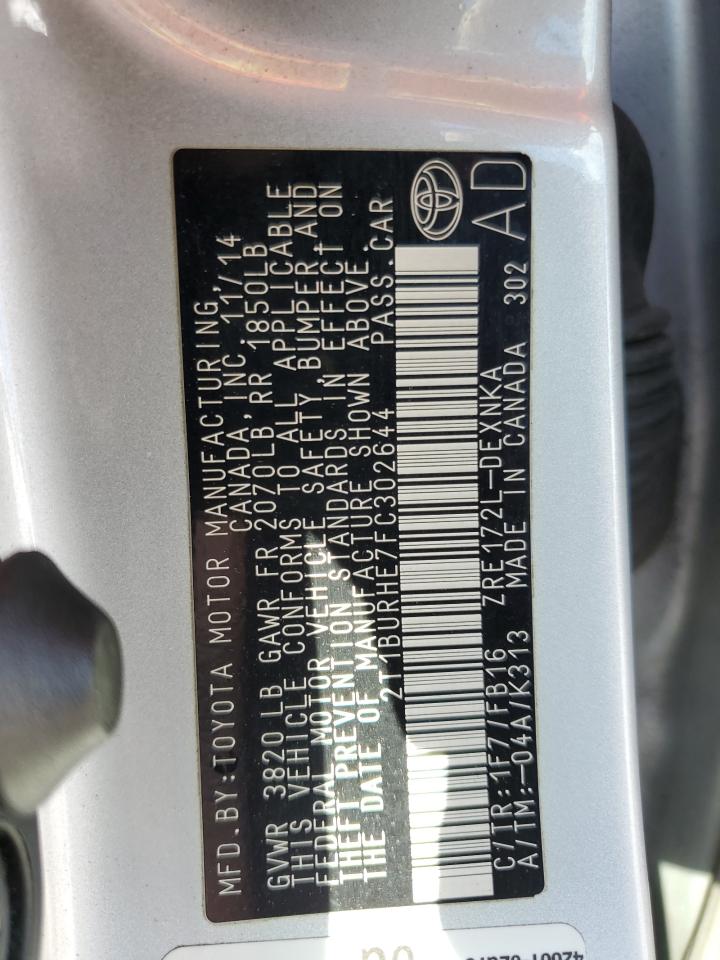 MFD.BY:TOYOTA MOTOR MANUFACTURING,
CANADA,INC. 11/14
GVWR 3820 LB GAWR FR 2070LB,RR 1850LB
THIS VEHICLE CONFORMS TO ALL APPLICABLE
FEDERAL MOTOR VEHICLE SAFETY, BUMPER,AND
THEFT PREVENTION STANDARDS IN EFFECT ON
THE DATE OF MANUFACTURE SHOWN ABOVE.
2T1BURHE7FC302644 PASS.CAR
C/TR:1F7/FB16 ZRE172L-DEXNKA
A/TM:-04A/K313 MADE IN CANADA 302
AD